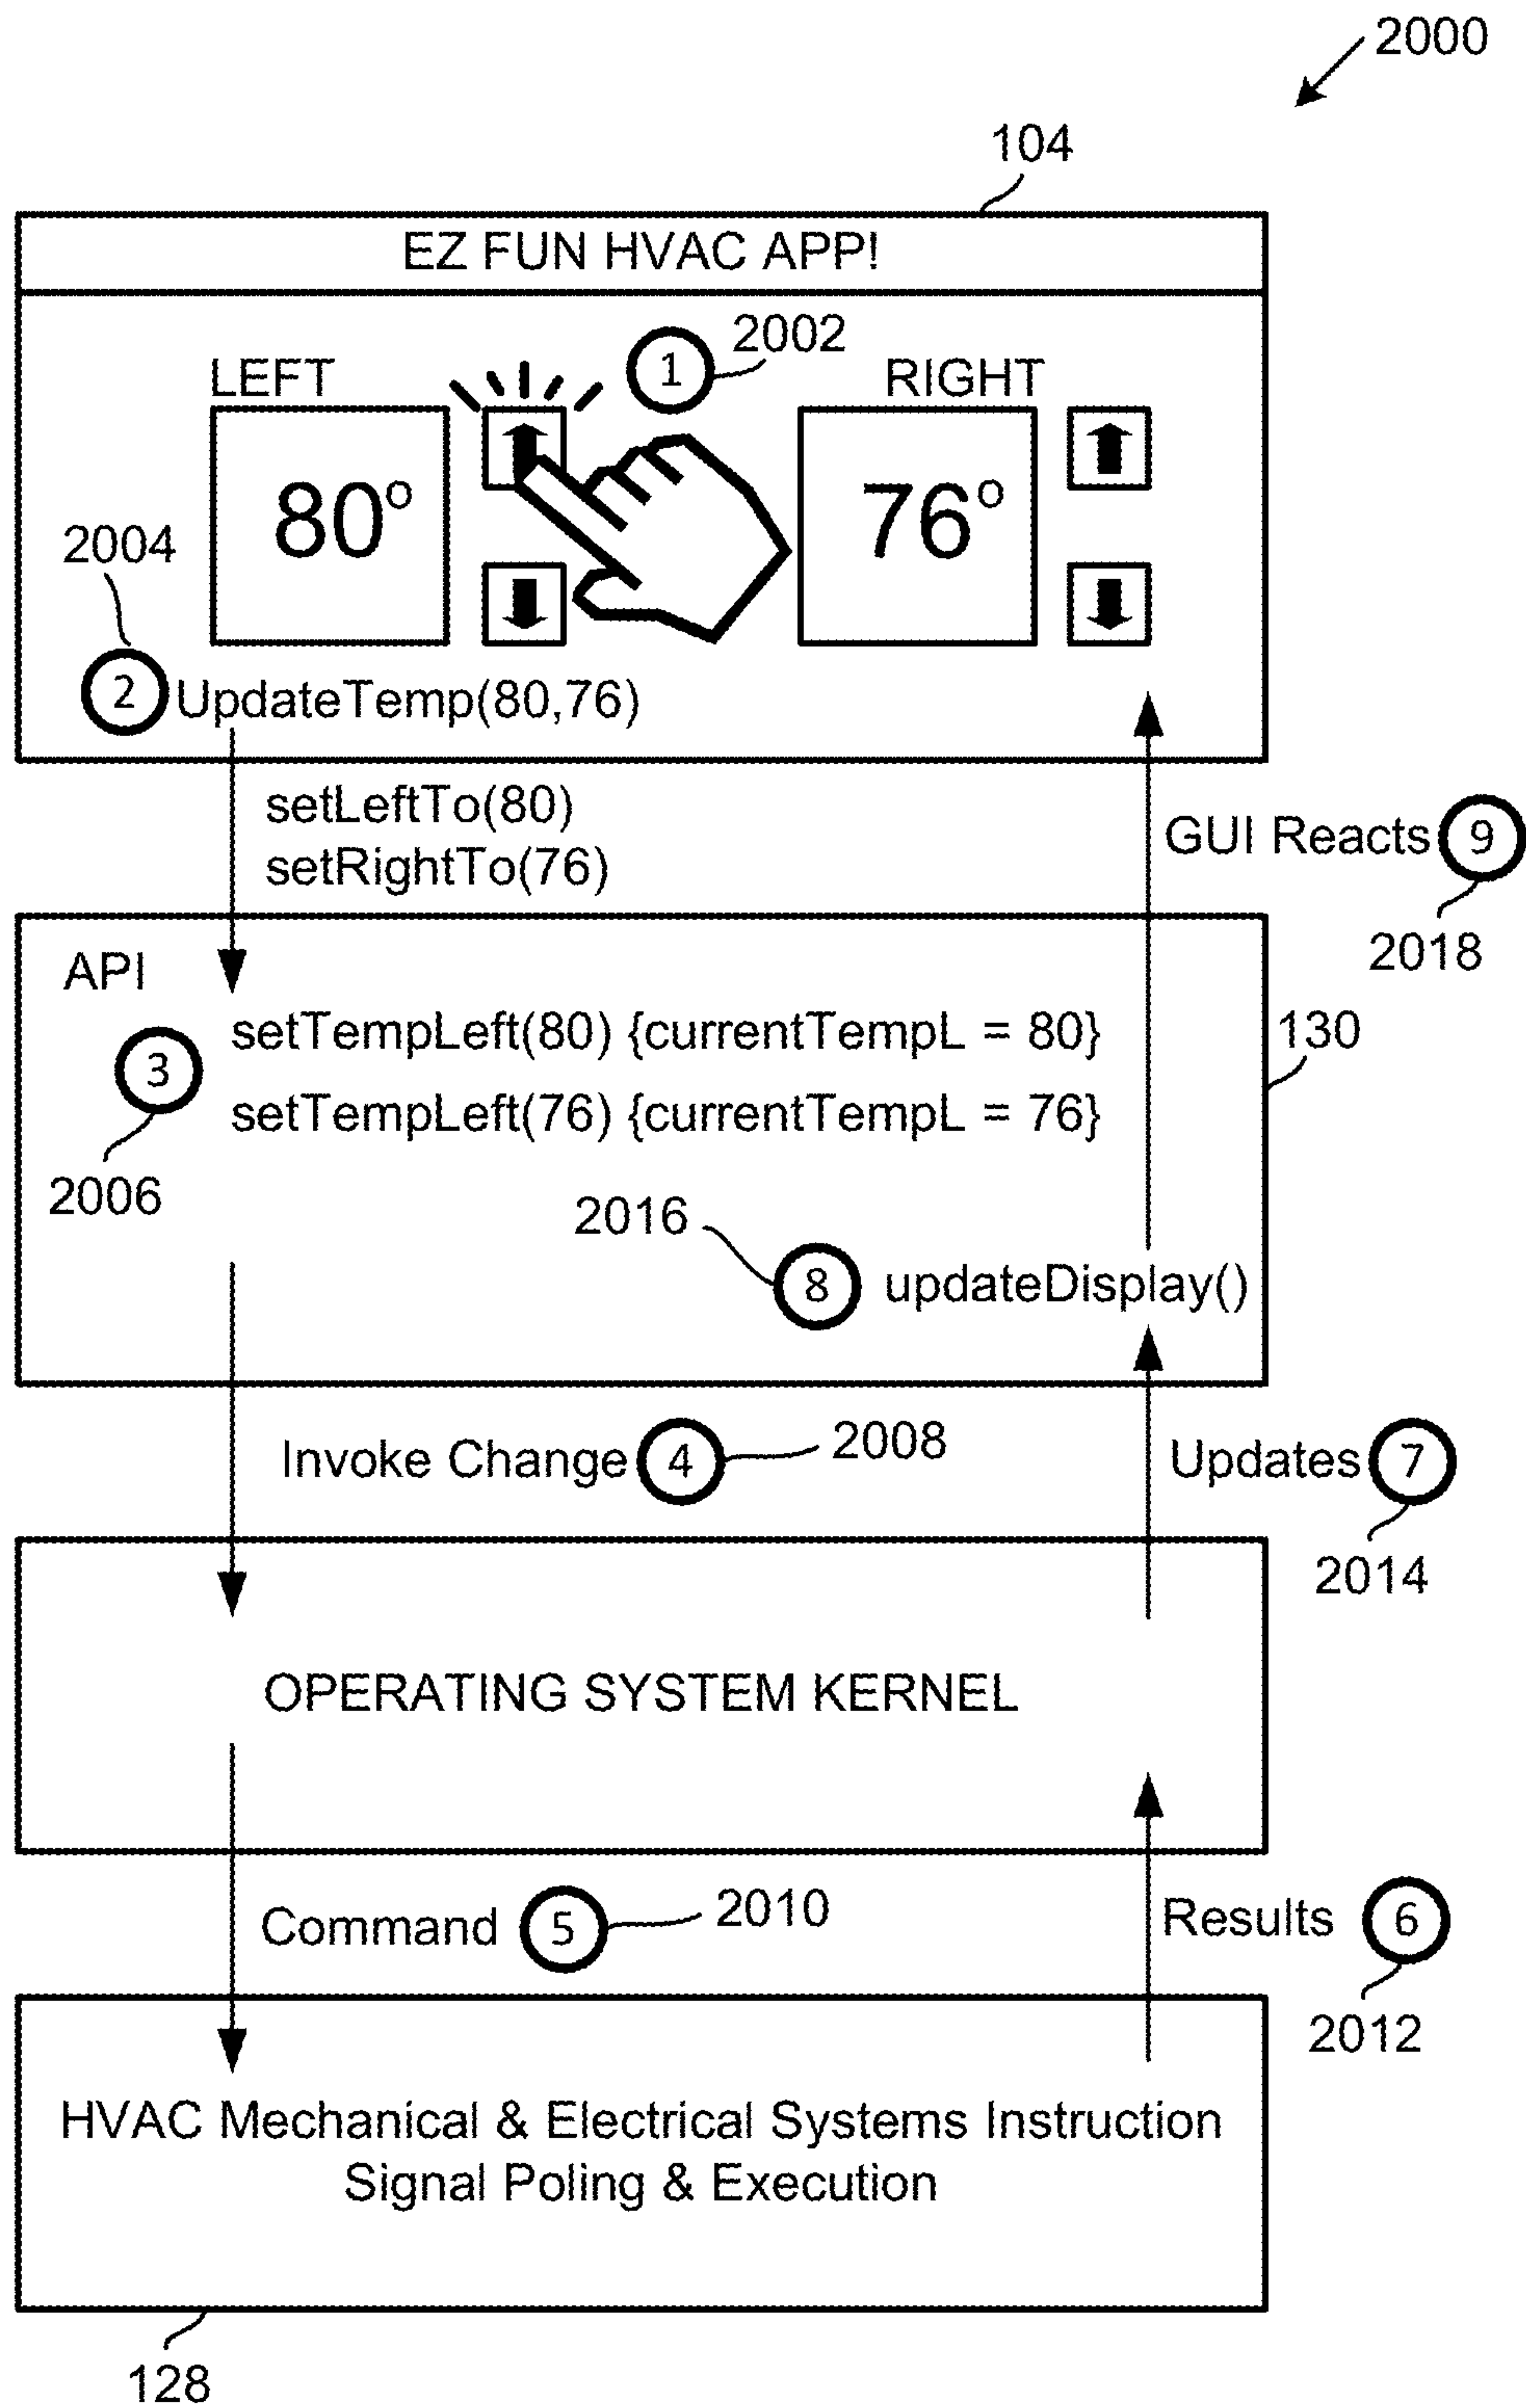 2000
104
EZ FUN HVAC APP!
1 2002
LEFT
RIGHT
80°
76°
2004
2 UpdateTemp(80,76)
setLeftTo(80)
setRightTo(76)
GUI Reacts 9
2018
API
130
3
setTempLeft(80) {currentTempL = 80}
setTempLeft(76) {currentTempL = 76}
2006
2016
8 updateDisplay()
Invoke Change 4 2008
Updates 7
2014
OPERATING SYSTEM KERNEL
Command 5 2010
Results 6
2012
HVAC Mechanical & Electrical Systems Instruction
Signal Poling & Execution
128